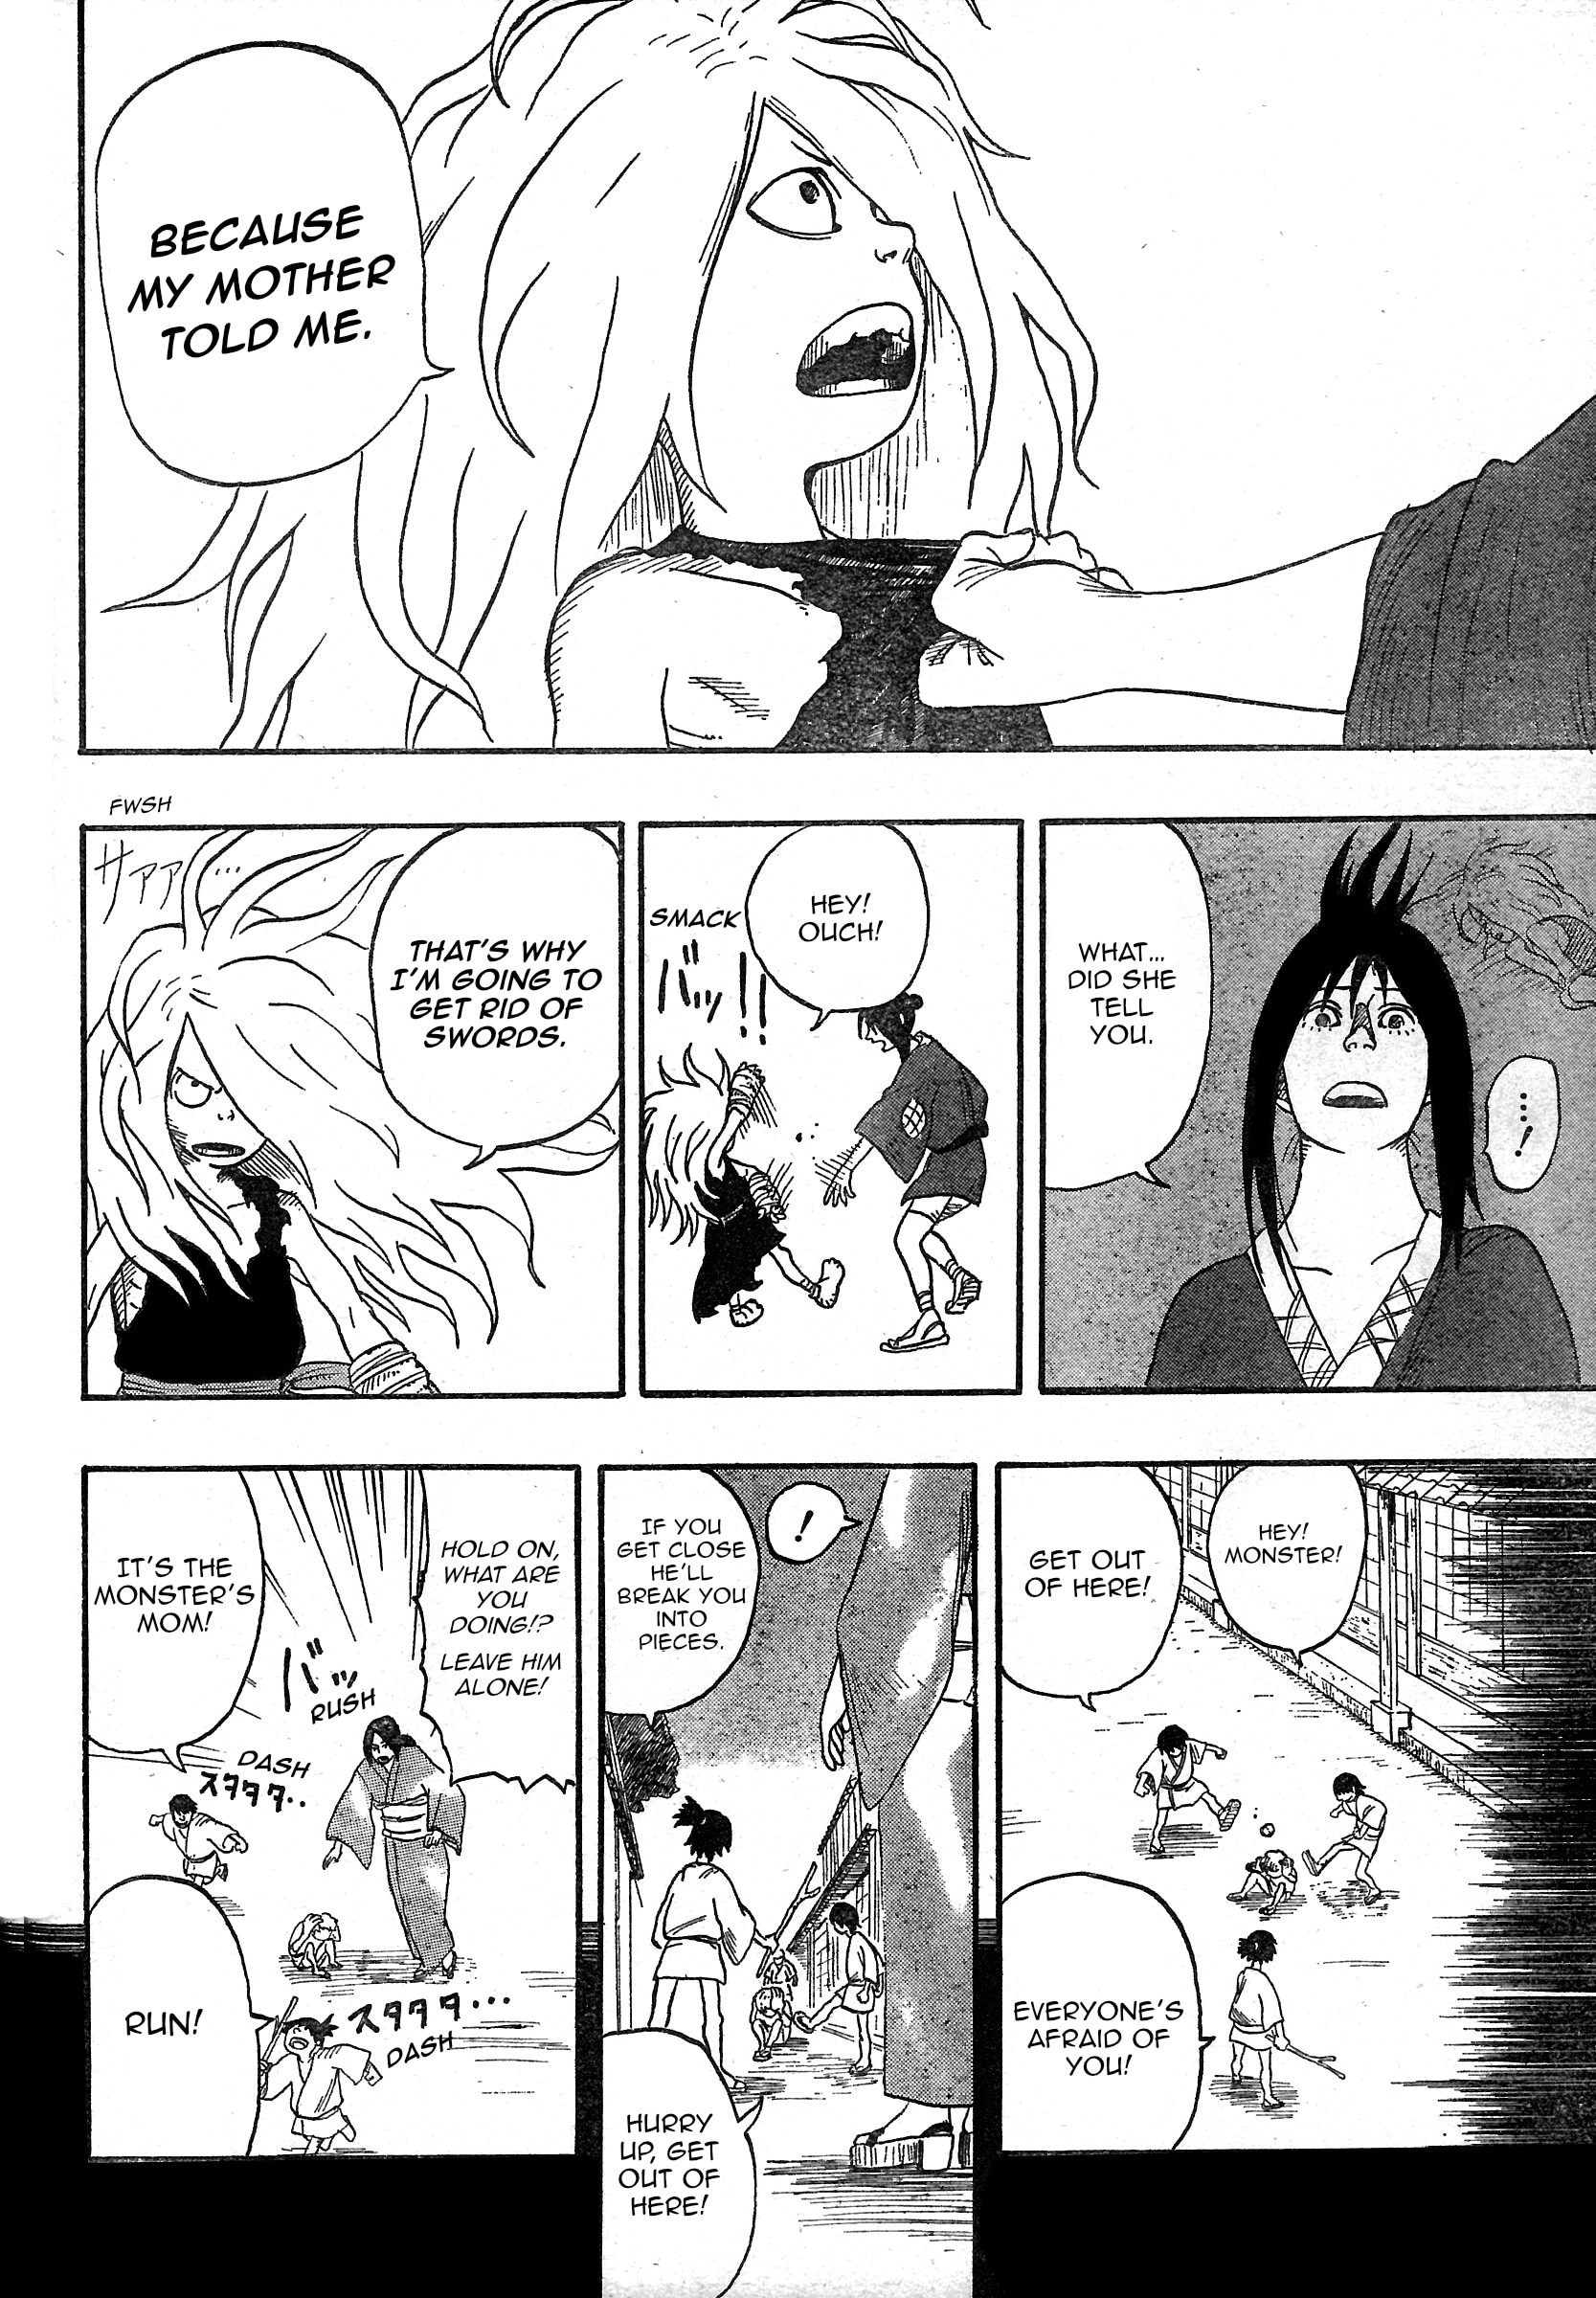 BECAUSE
MY MOTHER
TOLD ME.
WHAT...
DID SHE
TELL
YOU.
...!
HEY!
OUCH!
SMACK
バッ!!
THAT'S WHY
I'M GOING TO
GET RID OF
SWORDS.
FWSH
サァァ...
HEY!
MONSTER!
GET OUT
OF HERE!
EVERYONE'S
AFRAID OF
YOU!
!
IF YOU
GET CLOSE
HE'LL
BREAK YOU
INTO
PIECES.
HURRY
UP, GET
OUT OF
HERE!
HOLD ON,
WHAT ARE
YOU
DOING!?
LEAVE HIM
ALONE!
バッ
RUSH
IT'S THE
MONSTER'S
MOM!
DASH
スタタタ..
RUN!
スタタタ...
DASH